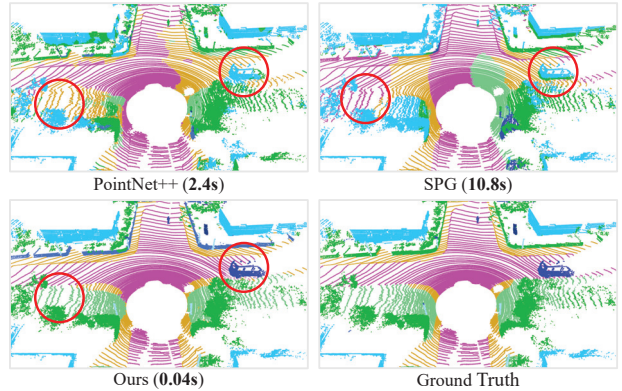 PointNet++ (2.4s)
SPG (10.8s)
Ours (0.04s)
Ground Truth